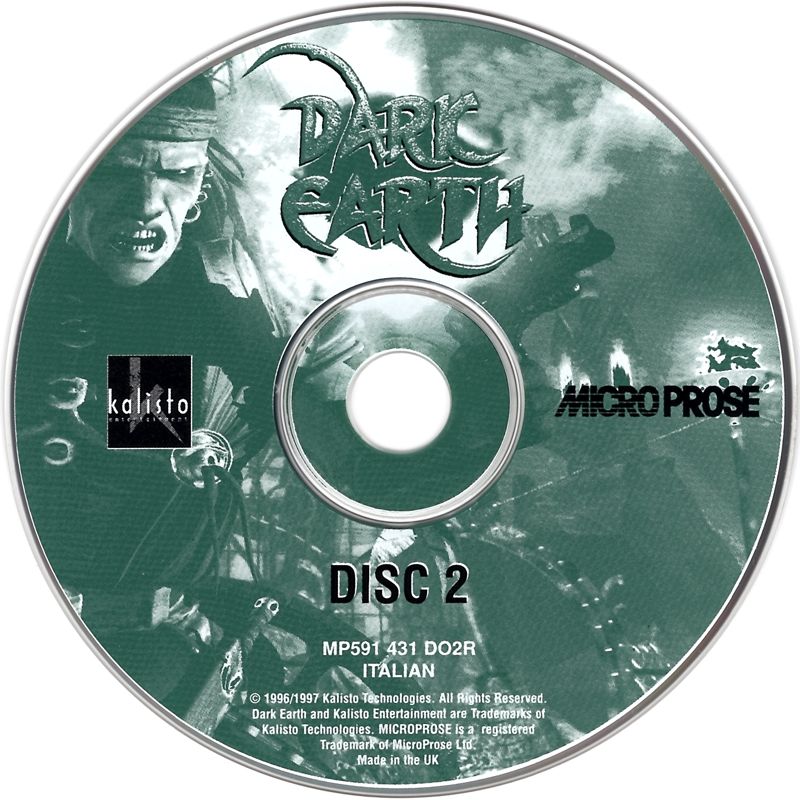 DARK
EARTH
kalisto
entertainment
MICROPROSE
DISC 2
MP591 431 DO2R
ITALIAN
© 1996/1997 Kalisto Technologies. All Rights Reserved.
Dark Earth and Kalisto Entertainment are Trademarks of
Kalisto Technologies. MICROPROSE is a registered
Trademark of MicroProse Ltd.
Made in the UK